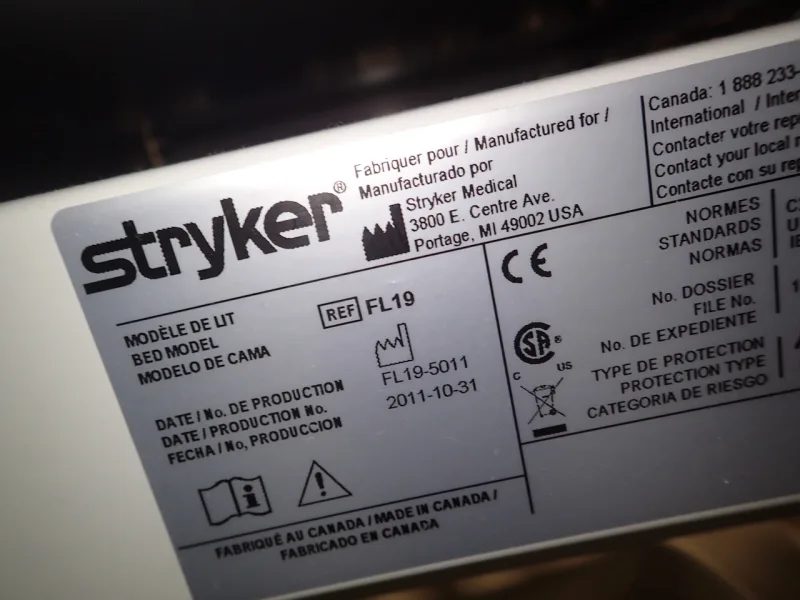 stryker®
Fabriquer pour / Manufactured for /
Manufacturado por
Stryker Medical
3800 E. Centre Ave.
Portage, MI 49002 USA
Canada: 1 888 233-
International /
Contacter votre
Contact your local
Contacte con su
MODÈLE DE LIT
BED MODEL
MODELO DE CAMA
REF FL19
DATE / No. DE PRODUCTION
DATE / PRODUCTION No.
FECHA / No, PRODUCCION
FL19-5011
2011-10-31
CE
NORMES
STANDARDS
NORMAS
CSA®
C US
No. DOSSIER
FILE No.
No. DE EXPEDIENTE
TYPE DE PROTECTION
PROTECTION TYPE
CATEGORIA DE RIESGO
FABRIQUÉ AU CANADA / MADE IN CANADA /
FABRICADO EN CANADA